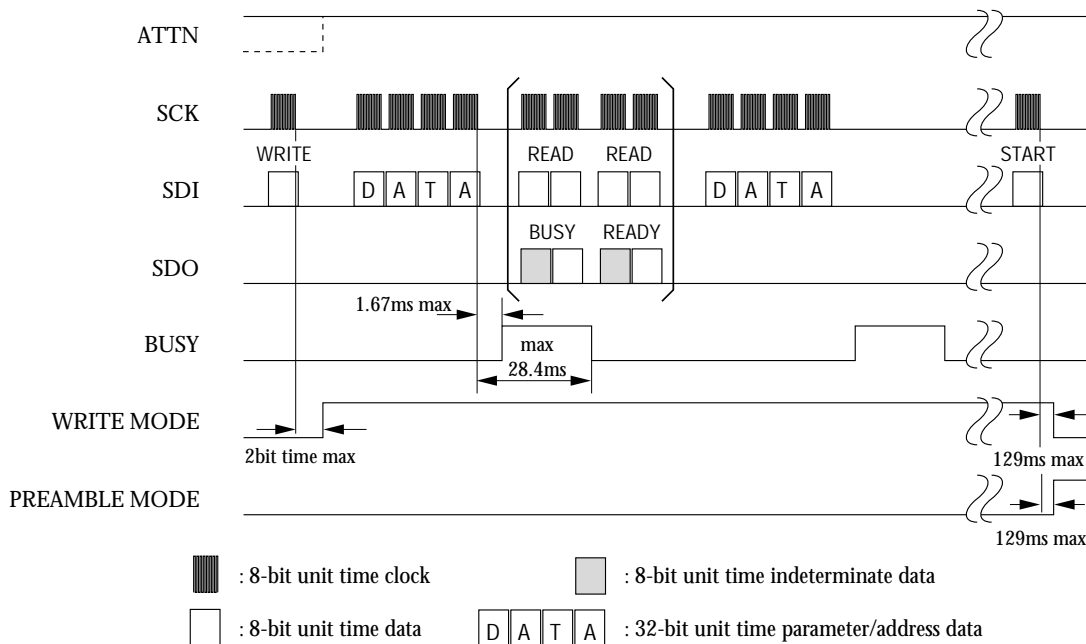 ATTN
SCK
WRITE
READ
READ
START
SDI
D A T A
D A T A
BUSY
READY
SDO
1.67ms max
BUSY
max
28.4ms
WRITE MODE
2bit time max
129ms max
PREAMBLE MODE
129ms max
: 8-bit unit time clock
: 8-bit unit time indeterminate data
: 8-bit unit time data
D A T A : 32-bit unit time parameter/address data